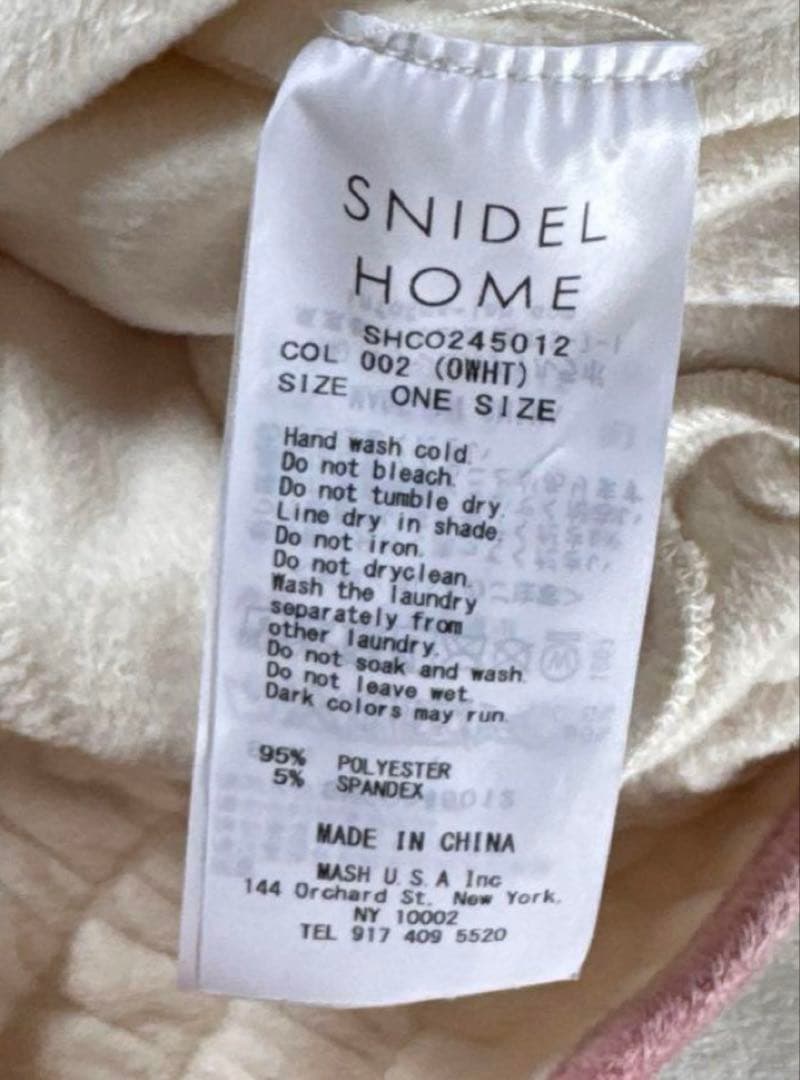 SNIDEL
HOME
SHCO245012
COL 002 (OWHT)
SIZE ONE SIZE
Hand wash cold.
Do not bleach.
Do not tumble dry.
Line dry in shade.
Do not iron.
Do not dryclean.
Wash the laundry
separately from
other laundry.
Do not soak and wash.
Do not leave wet.
Dark colors may run.
95% POLYESTER
5% SPANDEX
MADE IN CHINA
MASH U.S.A Inc
144 Orchard St. New York,
NY 10002
TEL 917 409 5520